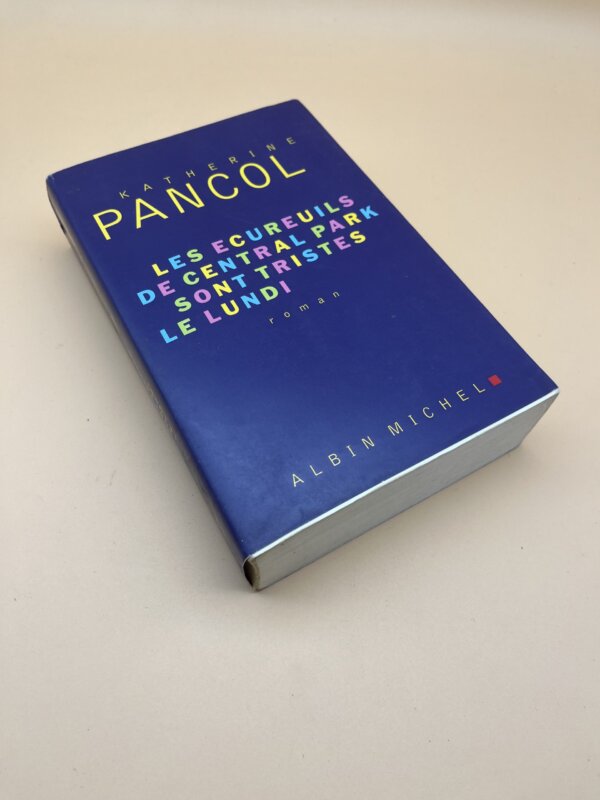 KATHERINE
PANCOL
LES ECUREUILS
DE CENTRAL PARK
SONT TRISTES
LE LUNDI
roman
ALBIN MICHEL